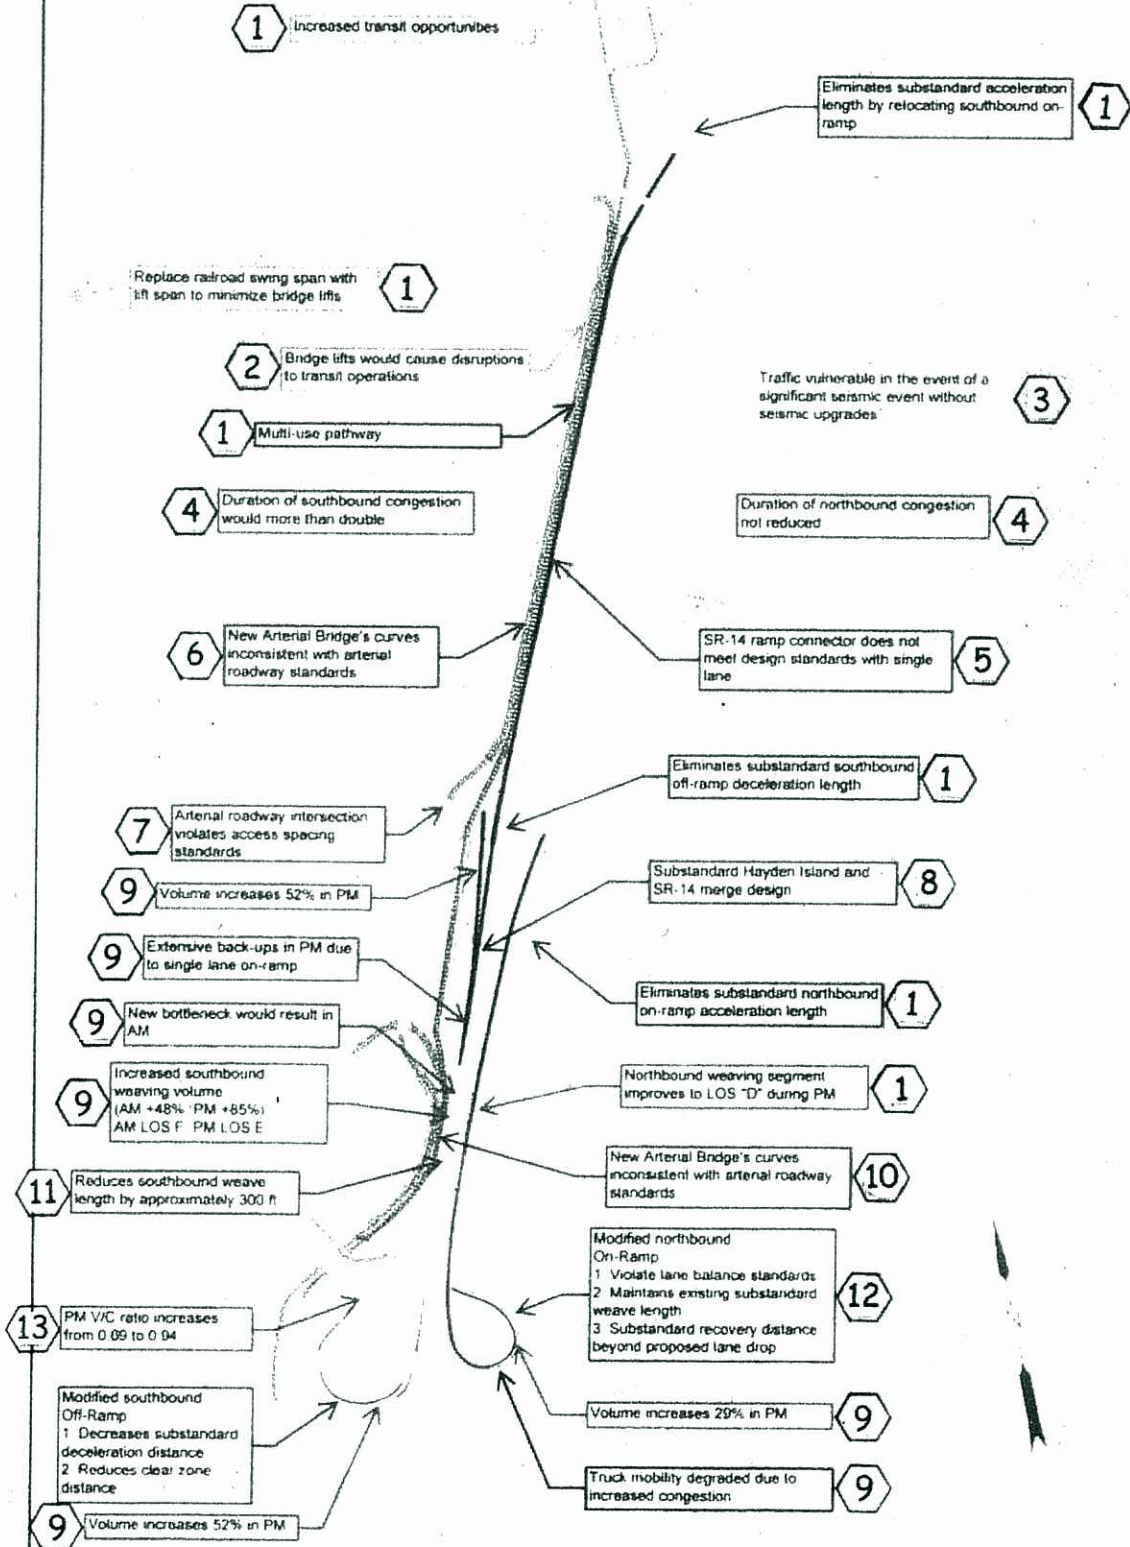 1
Increased transit opportunities
Eliminates substandard acceleration
length by relocating southbound on-
ramp
1
Replace railroad swing span with
lift span to minimize bridge lifts
1
2
Bridge lifts would cause disruptions
to transit operations
Traffic vulnerable in the event of a
significant seismic event without
seismic upgrades
3
1
Multi-use pathway
4
Duration of southbound congestion
would more than double
Duration of northbound congestion
not reduced
4
6
New Arterial Bridge's curves
inconsistent with arterial
roadway standards
SR-14 ramp connector does not
meet design standards with single
lane
5
Eliminates substandard southbound
off-ramp deceleration length
1
7
Arterial roadway intersection
violates access spacing
standards
9
Volume increases 52% in PM
Substandard Hayden Island and
SR-14 merge design
8
9
Extensive back-ups in PM due
to single lane on-ramp
Eliminates substandard northbound
on-ramp acceleration length
1
9
New bottleneck would result in
AM
9
Increased southbound
weaving volume
(AM +48% PM +85%)
AM LOS F PM LOS E
Northbound weaving segment
improves to LOS "D" during PM
1
New Arterial Bridge's curves
inconsistent with arterial roadway
standards
10
11
Reduces southbound weave
length by approximately 300 ft
Modified northbound
On-Ramp
1 Violate lane balance standards
2 Maintains existing substandard
weave length
3 Substandard recovery distance
beyond proposed lane drop
12
13
PM V/C ratio increases
from to 0.94
Modified southbound
Off-Ramp
1 Decreases substandard
deceleration distance
2 Reduces clear zone
distance
Volume increases 29% in PM
9
Truck mobility degraded due to
increased congestion
9
9
Volume increases 52% in PM